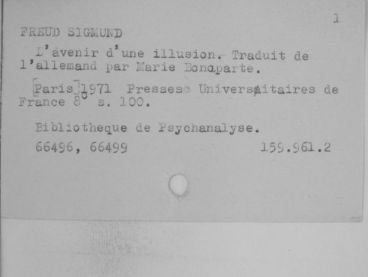 1
FREUD SIGMUND
L'avenir d'une illusion. Traduit de
l'allemand par Marie Bonaparte.
[Paris]1971 Presses Universitaires de
France 8° s. 100.
Bibliotheque de Psychanalyse.
66496, 66499 159.961.2